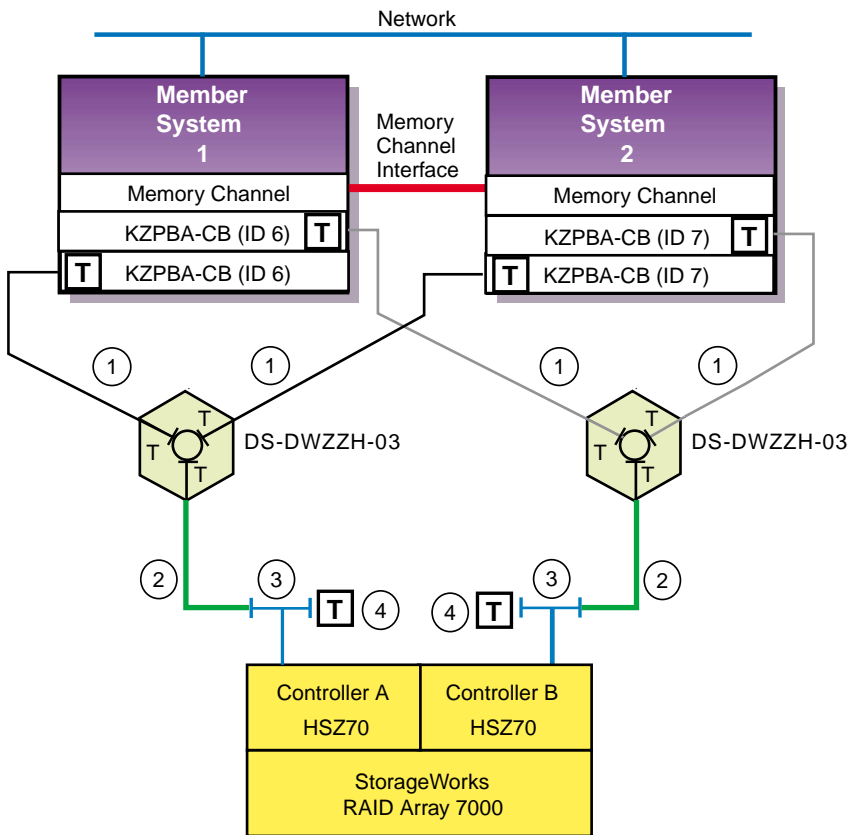 Network
Member
System
1
Memory
Channel
Interface
Member
System
2
Memory Channel
Memory Channel
KZPBA-CB (ID 6)
T
KZPBA-CB (ID 7)
T
T
KZPBA-CB (ID 6)
T
KZPBA-CB (ID 7)
1
1
1
1
T
T
T
DS-DWZZH-03
T
T
T
DS-DWZZH-03
2
3
T
4
4
T
3
2
Controller A
HSZ70
Controller B
HSZ70
StorageWorks
RAID Array 7000